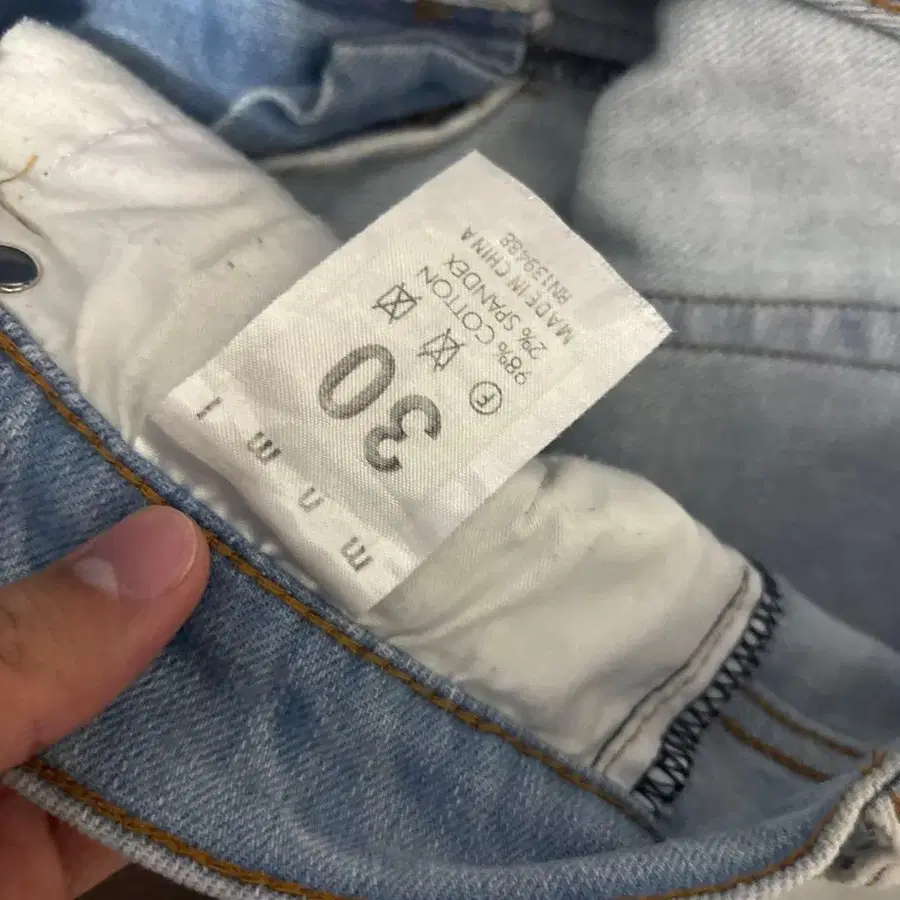 m n m l
30
F
98% COTTON
2% SPANDEX
MADE IN CHINA
RN139488